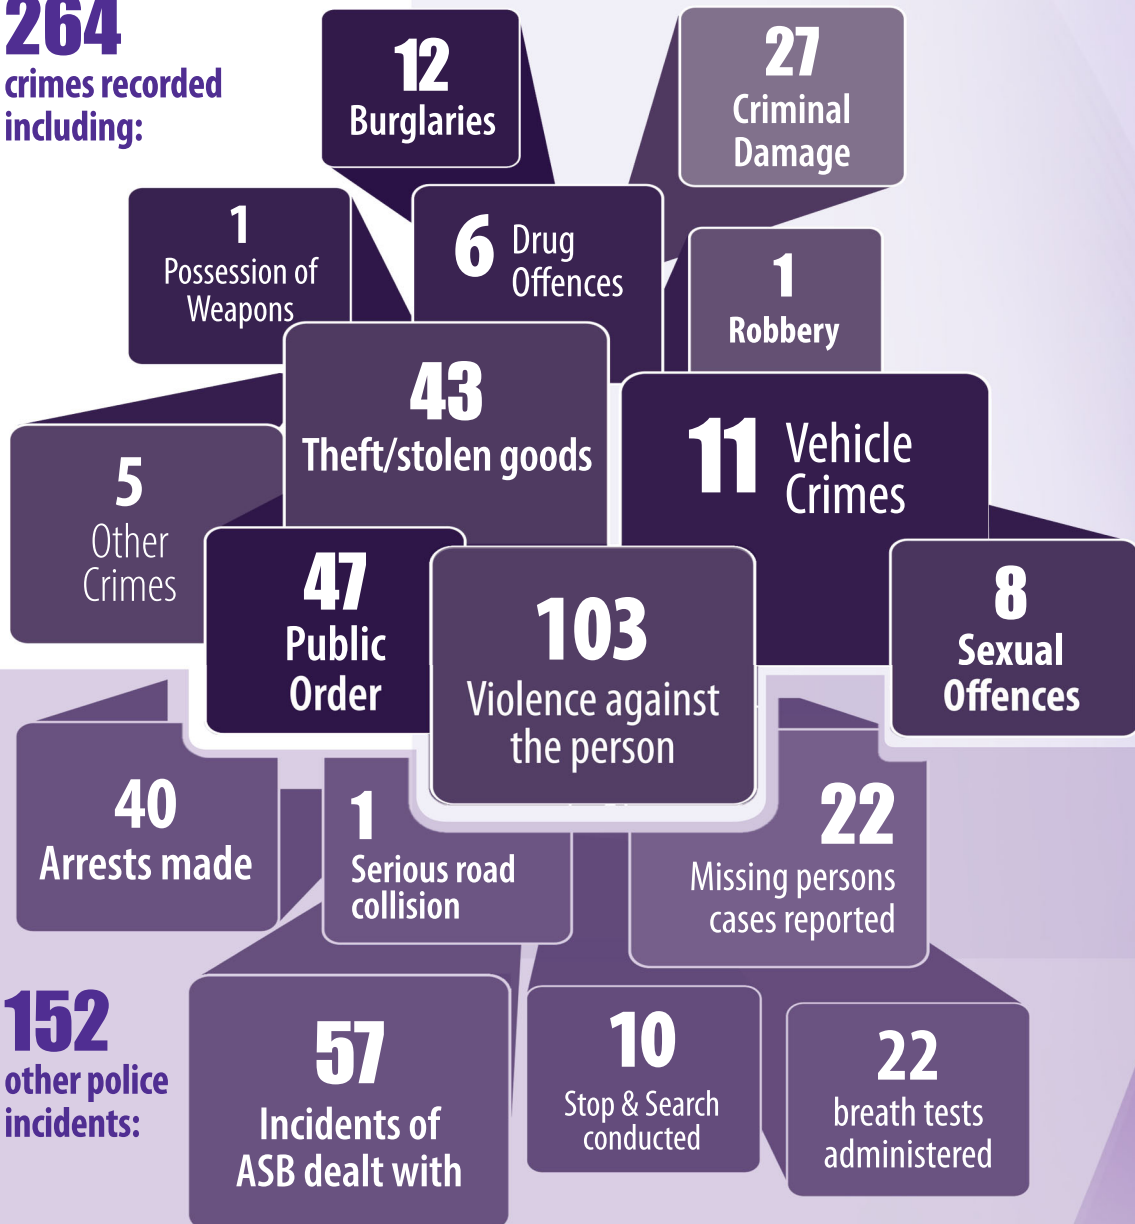 264
crimes recorded
including:
12
Burglaries
27
Criminal
Damage
1
Possession of
Weapons
6
Drug
Offences
1
Robbery
43
Theft/stolen goods
11
Vehicle
Crimes
5
Other
Crimes
47
Public
Order
103
Violence against
the person
8
Sexual
Offences
40
Arrests made
1
Serious road
collision
22
Missing persons
cases reported
152
other police
incidents:
57
Incidents of
ASB dealt with
10
Stop & Search
conducted
22
breath tests
administered